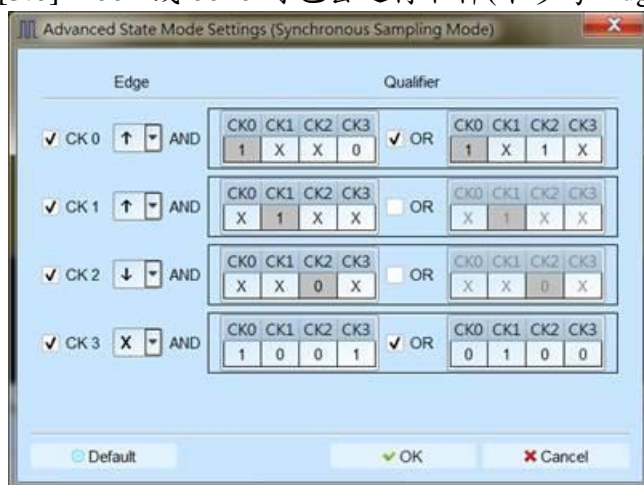 Advanced State Mode Settings (Synchronous Sampling Mode)
Edge Qualifier
CK0 CK1 CK2 CK3 CK0 CK1 CK2 CK3
✓ CK 0 ↑ AND 1 X X 0 ✓ OR 1 X 1 X
CK0 CK1 CK2 CK3 CK0 CK1 CK2 CK3
✓ CK 1 ↑ AND X 1 X X OR X 1 X X
CK0 CK1 CK2 CK3 CK0 CK1 CK2 CK3
✓ CK 2 ↓ AND X X 0 X OR X X 0 X
CK0 CK1 CK2 CK3 CK0 CK1 CK2 CK3
✓ CK 3 X AND 1 0 0 1 ✓ OR 0 1 0 0
Default OK Cancel